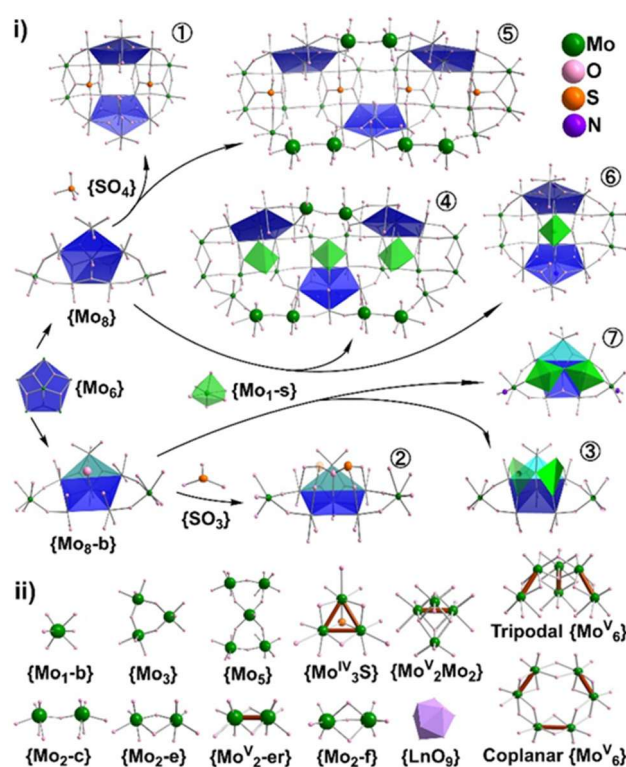 i)
①
⑤
Mo
O
S
N
{SO₄}
④
⑥
{Mo₈}
⑦
{Mo₆}
{Mo₁-s}
②
③
{SO₃}
{Mo₈-b}
ii)
{Mo₁-b}
{Mo₃}
{Mo₅}
{Moᴵⱽ₃S}
{Moⱽ₂Mo₂}
Tripodal {Moⱽ₆}
{Mo₂-c}
{Mo₂-e}
{Moⱽ₂-er}
{Mo₂-f}
{LnO₉}
Coplanar {Moⱽ₆}